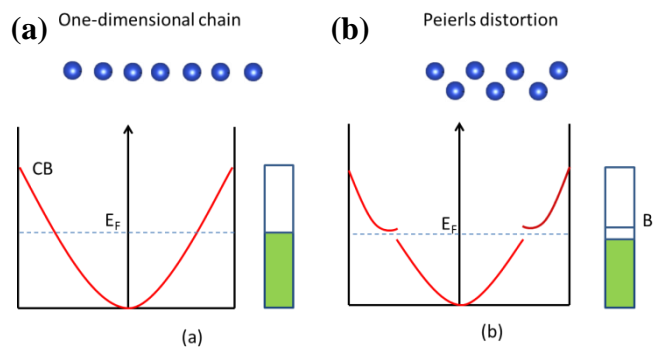 (a) One-dimensional chain
(b) Peierls distortion
CB
E_F
E_F
B
(a)
(b)